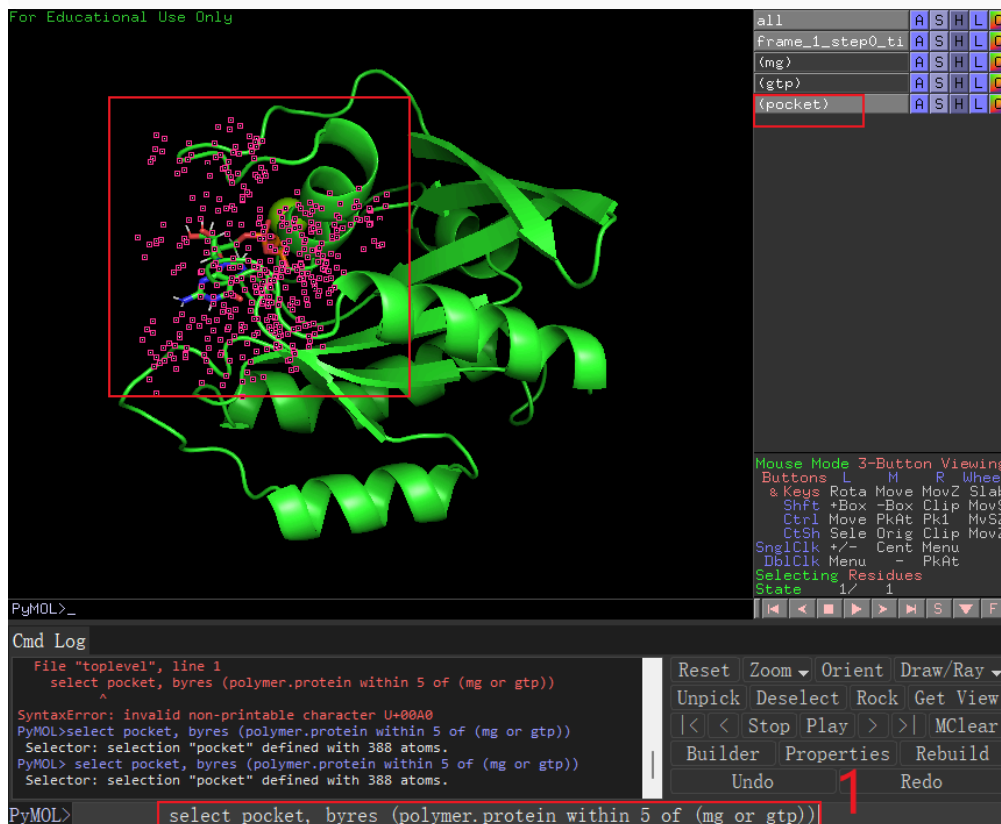 For Educational Use Only
all A S H L C
frame_1_step0_ti A S H L C
(mg) A S H L C
(gtp) A S H L C
(pocket) A S H L C
Mouse Mode 3-Button Viewing
Buttons L M R Whee
& Keys Rota Move MovZ Slab
Shft +Box -Box Clip MovS
Ctrl Move PkAt Pk1 MvSZ
CtSh Sele Orig Clip MovZ
SnglClk +/- Cent Menu
DblClk Menu - PkAt
Selecting Residues
State 1/ 1
PyMOL>_
|< < Stop Play > >| S F
Cmd Log
File "toplevel", line 1
select pocket, byres (polymer.protein within 5 of (mg or gtp))
^
SyntaxError: invalid non-printable character U+00A0
PyMOL>select pocket, byres (polymer.protein within 5 of (mg or gtp))
Selector: selection "pocket" defined with 388 atoms.
PyMOL> select pocket, byres (polymer.protein within 5 of (mg or gtp))
Selector: selection "pocket" defined with 388 atoms.
Reset Zoom Orient Draw/Ray
Unpick Deselect Rock Get View
|< < Stop Play > >| MClear
Builder Properties Rebuild
Undo Redo
1
PyMOL> select pocket, byres (polymer.protein within 5 of (mg or gtp))